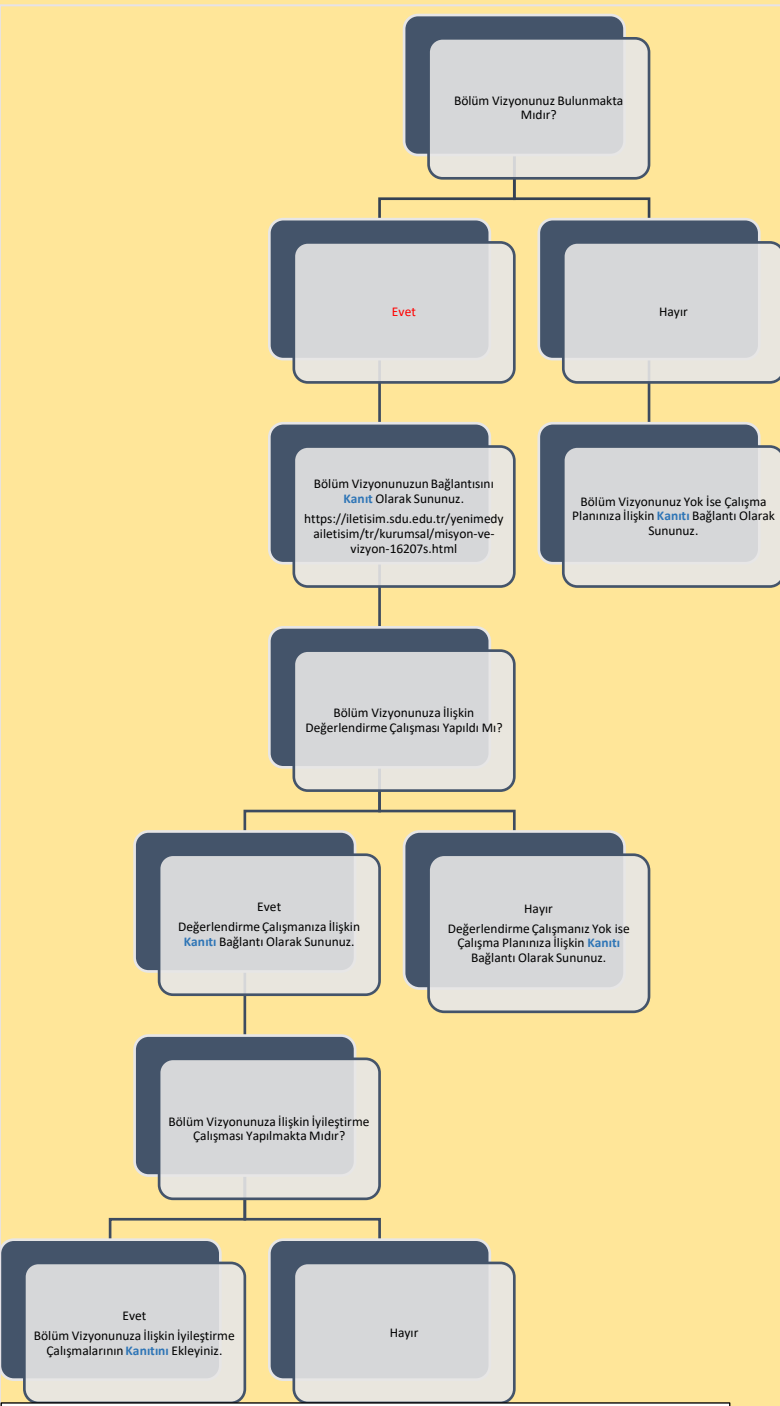 Bölüm Vizyonunuz Bulunmakta
Mıdır?
Evet
Hayır
Bölüm Vizyonunuzun Bağlantısını
Kanıt Olarak Sununuz.
https://iletisim.sdu.edu.tr/yenimedy
ailetisim/tr/kurumsal/misyon-ve-
vizyon-16207s.html
Bölüm Vizyonunuz Yok İse Çalışma
Planınıza İlişkin Kanıtı Bağlantı Olarak
Sununuz.
Bölüm Vizyonunuza İlişkin
Değerlendirme Çalışması Yapıldı Mı?
Evet
Değerlendirme Çalışmanıza İlişkin
Kanıtı Bağlantı Olarak Sununuz.
Hayır
Değerlendirme Çalışmanız Yok ise
Çalışma Planınıza İlişkin Kanıtı
Bağlantı Olarak Sununuz.
Bölüm Vizyonunuza İlişkin İyileştirme
Çalışması Yapılmakta Mıdır?
Evet
Bölüm Vizyonunuza İlişkin İyileştirme
Çalışmalarının Kanıtını Ekleyiniz.
Hayır